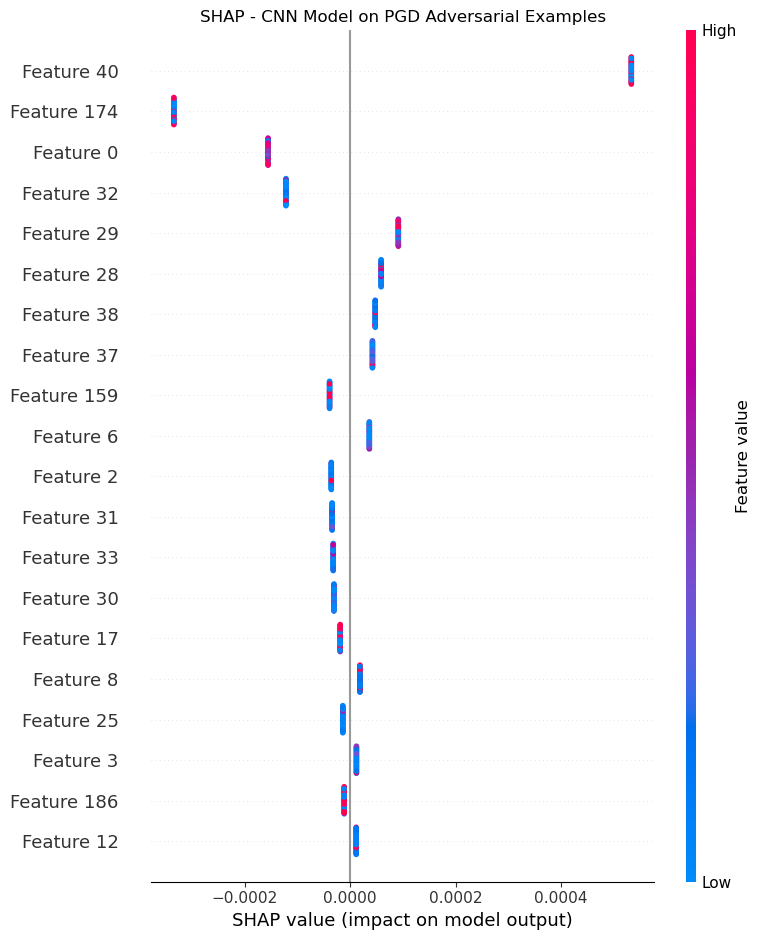 SHAP - CNN Model on PGD Adversarial Examples
High
Feature 40
Feature 174
Feature 0
Feature 32
Feature 29
Feature 28
Feature 38
Feature 37
Feature 159
Feature 6
Feature 2
Feature 31
Feature 33
Feature 30
Feature 17
Feature 8
Feature 25
Feature 3
Feature 186
Feature 12
Feature value
Low
−0.0002 0.0000 0.0002 0.0004
SHAP value (impact on model output)